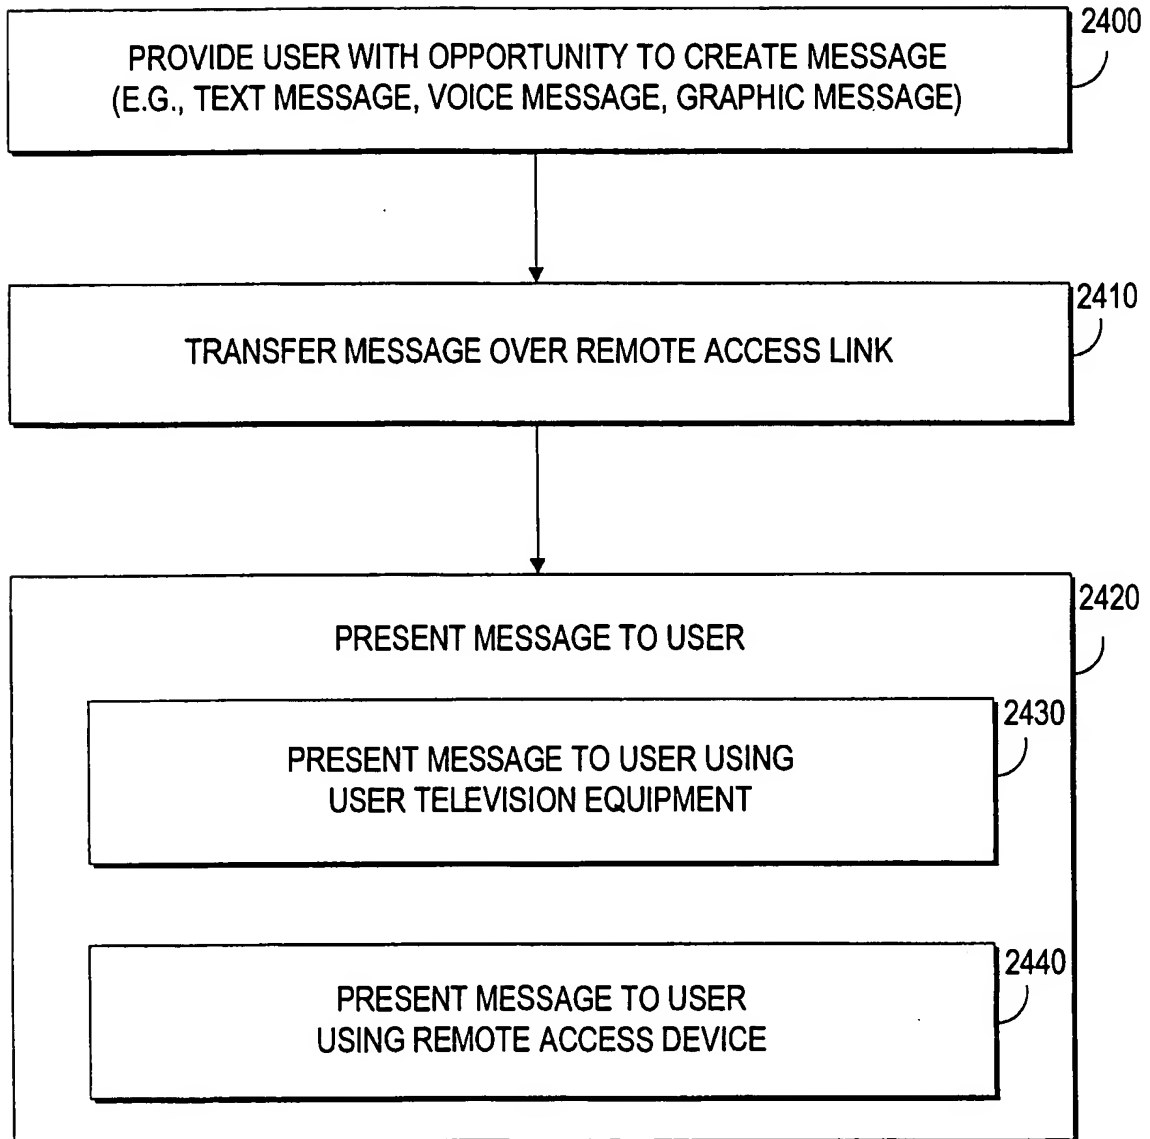 2400
PROVIDE USER WITH OPPORTUNITY TO CREATE MESSAGE
(E.G., TEXT MESSAGE, VOICE MESSAGE, GRAPHIC MESSAGE)
2410
TRANSFER MESSAGE OVER REMOTE ACCESS LINK
2420
PRESENT MESSAGE TO USER
2430
PRESENT MESSAGE TO USER USING
USER TELEVISION EQUIPMENT
2440
PRESENT MESSAGE TO USER
USING REMOTE ACCESS DEVICE